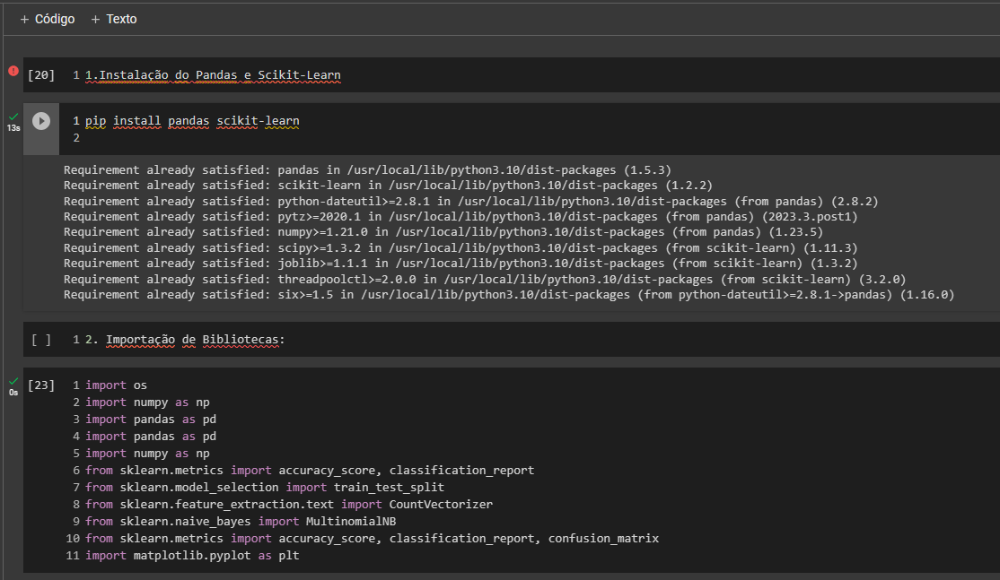 + Código + Texto
[20] 1 1.Instalação do Pandas e Scikit-Learn
13s 1 pip install pandas scikit-learn
2
Requirement already satisfied: pandas in /usr/local/lib/python3.10/dist-packages (1.5.3)
Requirement already satisfied: scikit-learn in /usr/local/lib/python3.10/dist-packages (1.2.2)
Requirement already satisfied: python-dateutil>=2.8.1 in /usr/local/lib/python3.10/dist-packages (from pandas) (2.8.2)
Requirement already satisfied: pytz>=2020.1 in /usr/local/lib/python3.10/dist-packages (from pandas) (2023.3.post1)
Requirement already satisfied: numpy>=1.21.0 in /usr/local/lib/python3.10/dist-packages (from pandas) (1.23.5)
Requirement already satisfied: scipy>=1.3.2 in /usr/local/lib/python3.10/dist-packages (from scikit-learn) (1.11.3)
Requirement already satisfied: joblib>=1.1.1 in /usr/local/lib/python3.10/dist-packages (from scikit-learn) (1.3.2)
Requirement already satisfied: threadpoolctl>=2.0.0 in /usr/local/lib/python3.10/dist-packages (from scikit-learn) (3.2.0)
Requirement already satisfied: six>=1.5 in /usr/local/lib/python3.10/dist-packages (from python-dateutil>=2.8.1->pandas) (1.16.0)
[ ] 1 2. Importação de Bibliotecas:
0s [23] 1 import os
2 import numpy as np
3 import pandas as pd
4 import pandas as pd
5 import numpy as np
6 from sklearn.metrics import accuracy_score, classification_report
7 from sklearn.model_selection import train_test_split
8 from sklearn.feature_extraction.text import CountVectorizer
9 from sklearn.naive_bayes import MultinomialNB
10 from sklearn.metrics import accuracy_score, classification_report, confusion_matrix
11 import matplotlib.pyplot as plt